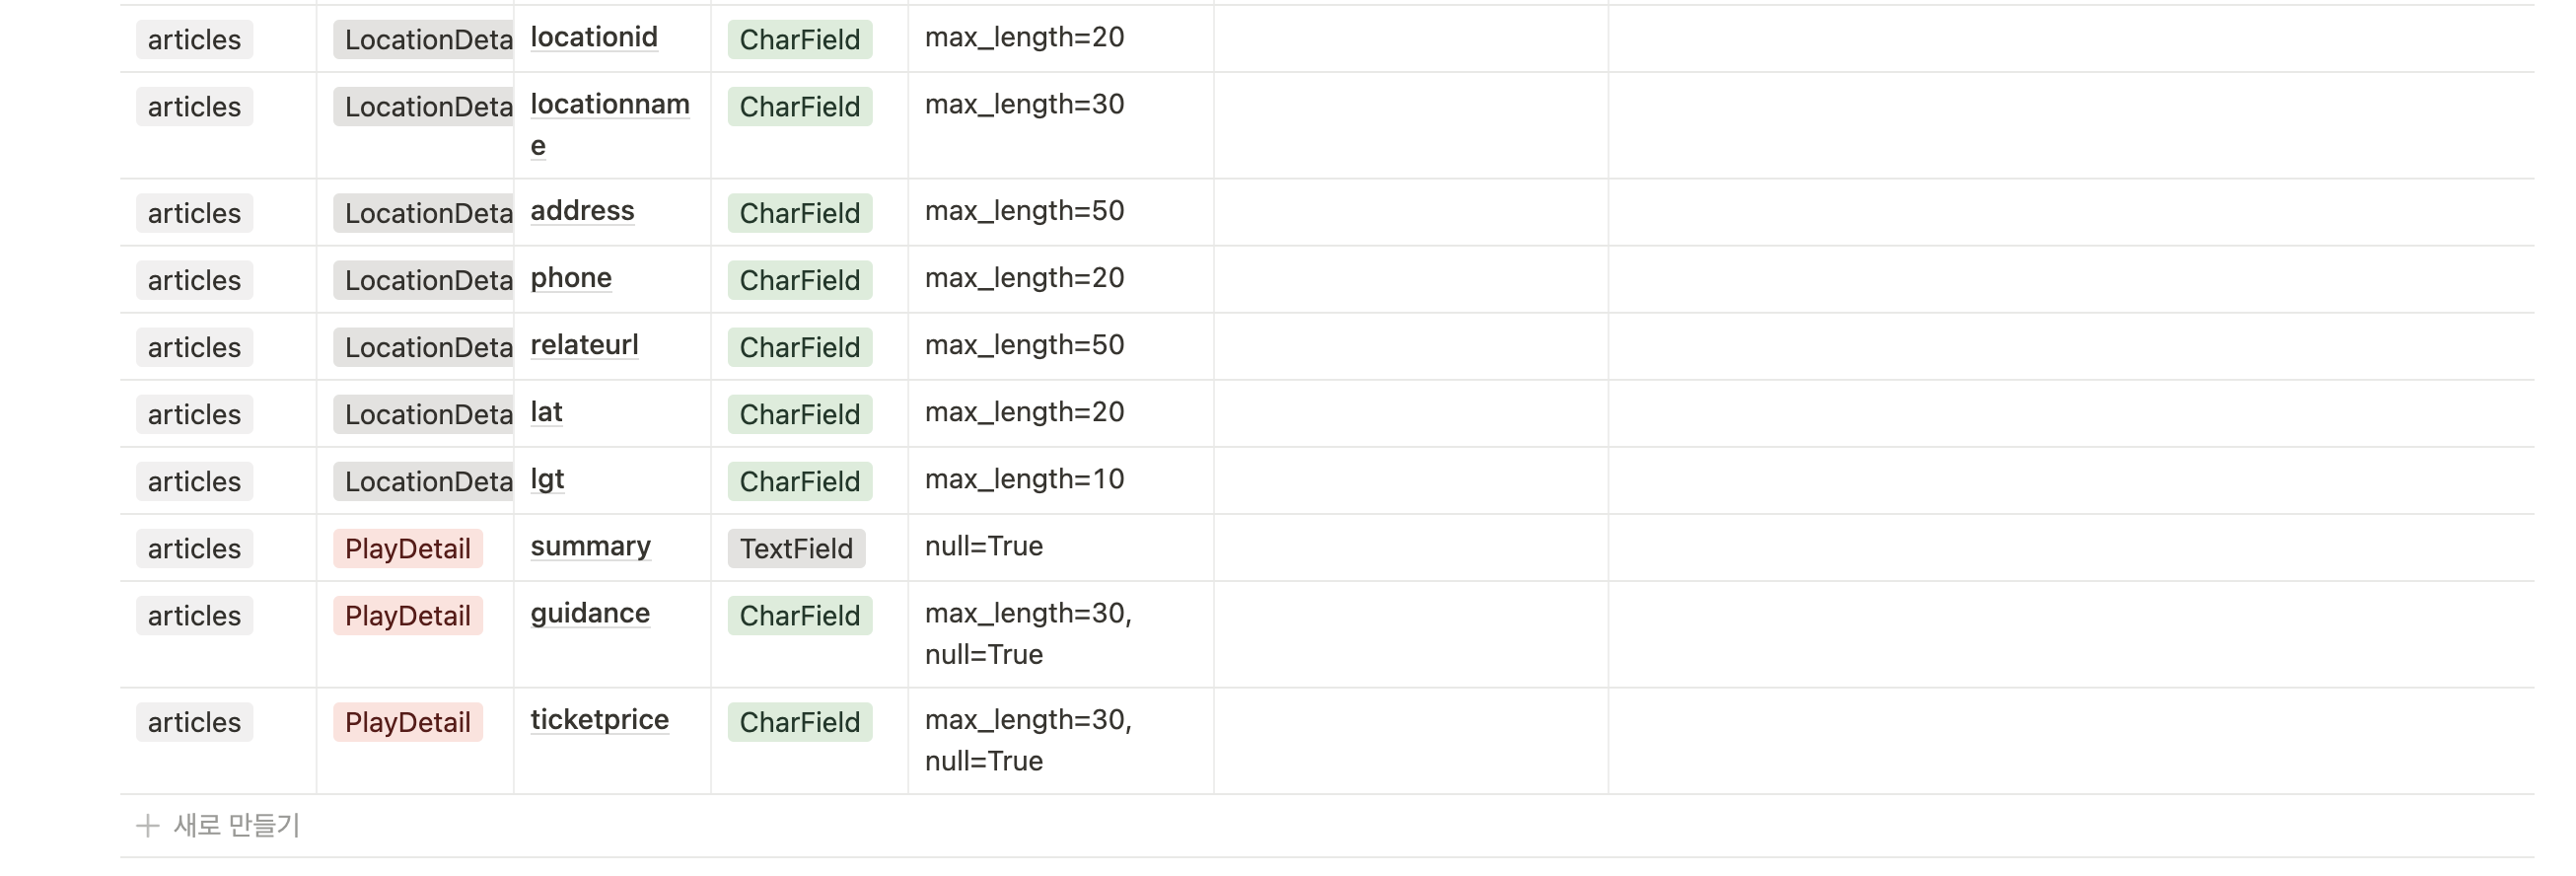 articles LocationDeta locationid CharField max_length=20
articles LocationDeta locationnam CharField max_length=30
e
articles LocationDeta address CharField max_length=50
articles LocationDeta phone CharField max_length=20
articles LocationDeta relateurl CharField max_length=50
articles LocationDeta lat CharField max_length=20
articles LocationDeta lgt CharField max_length=10
articles PlayDetail summary TextField null=True
articles PlayDetail guidance CharField max_length=30,
null=True
articles PlayDetail ticketprice CharField max_length=30,
null=True
+ 새로 만들기